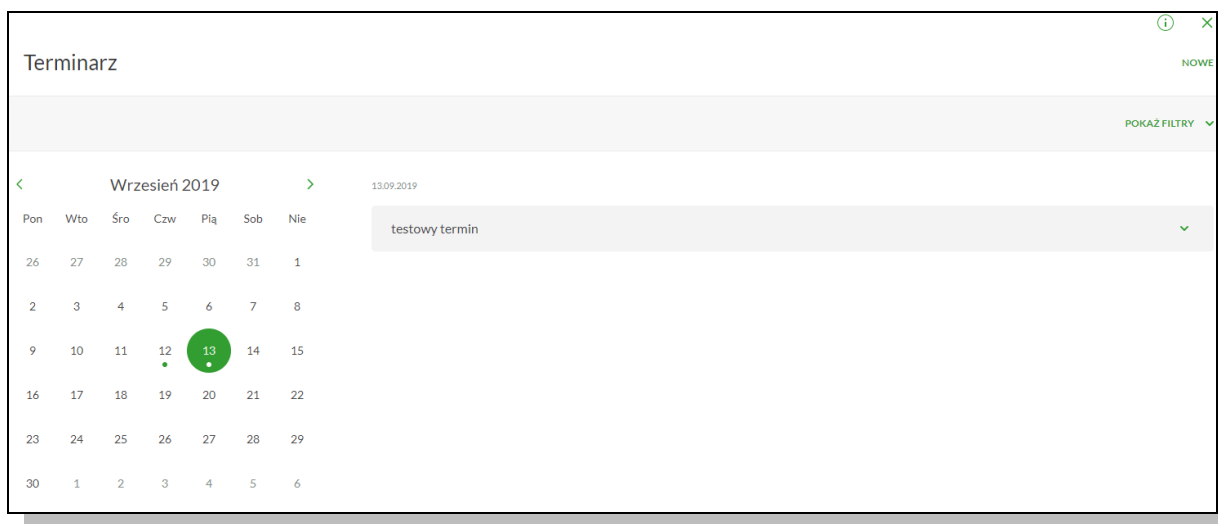 Terminarz
NOWE
POKAŻ FILTRY
Wrzesień 2019
Pon Wto Śro Czw Pią Sob Nie
26 27 28 29 30 31 1
2 3 4 5 6 7 8
9 10 11 12 13 14 15
16 17 18 19 20 21 22
23 24 25 26 27 28 29
30 1 2 3 4 5 6
13.09.2019
testowy termin